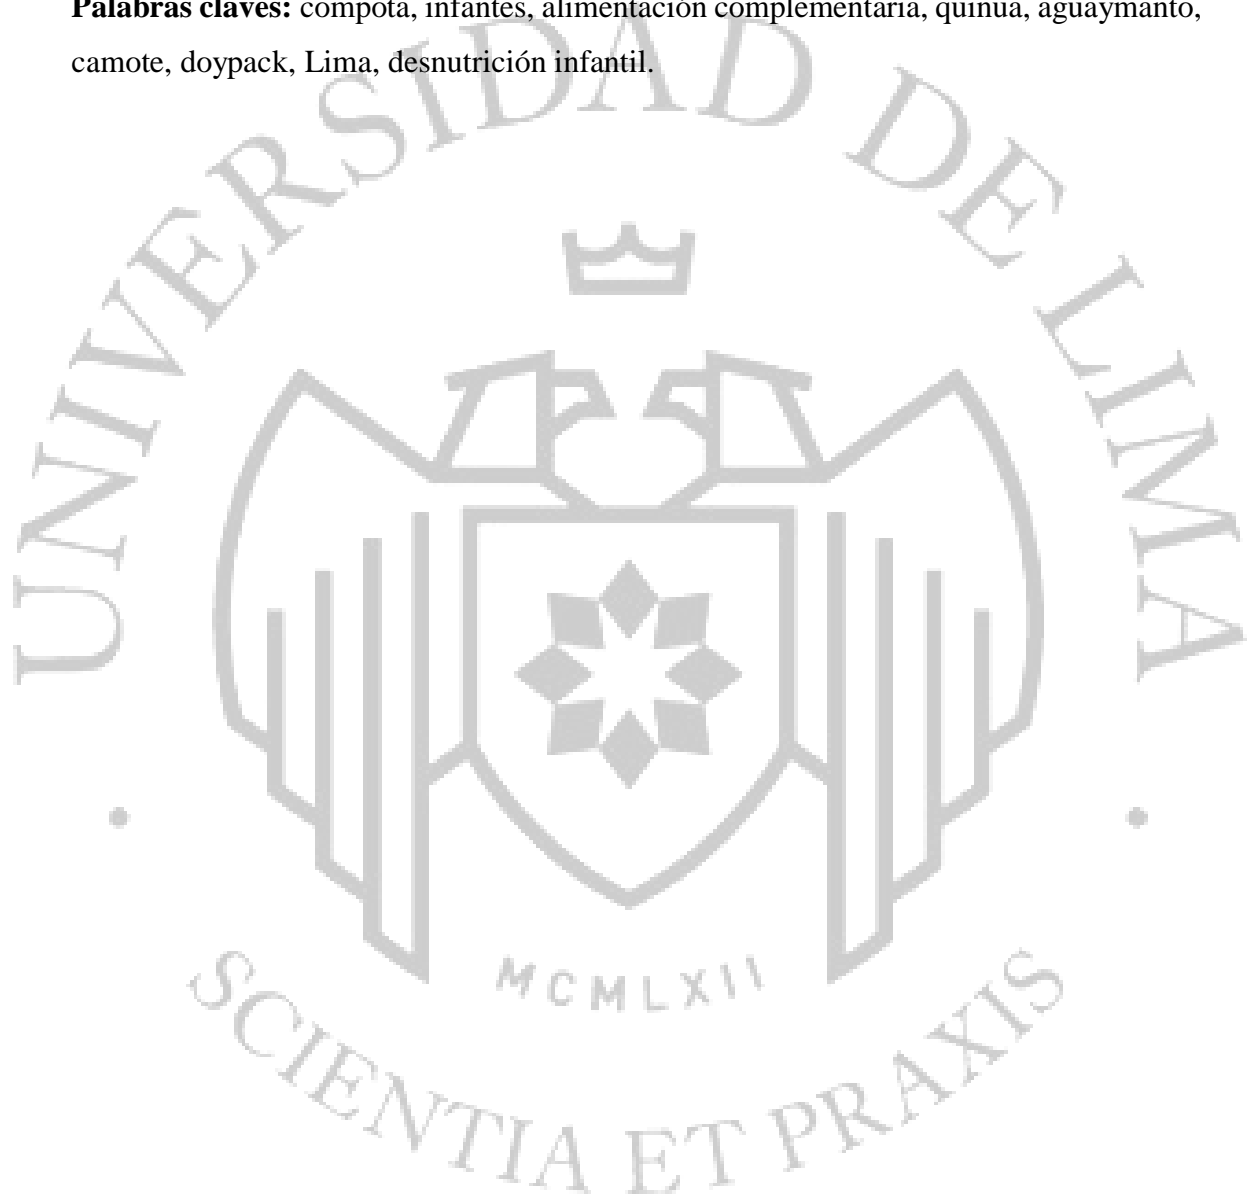 Palabras claves: compota, infantes, alimentación complementaria, quinua, aguaymanto,
camote, doypack, Lima, desnutrición infantil.
UNIVERSIDAD DE LIMA
MCMLXII
SCIENTIA ET PRAXIS